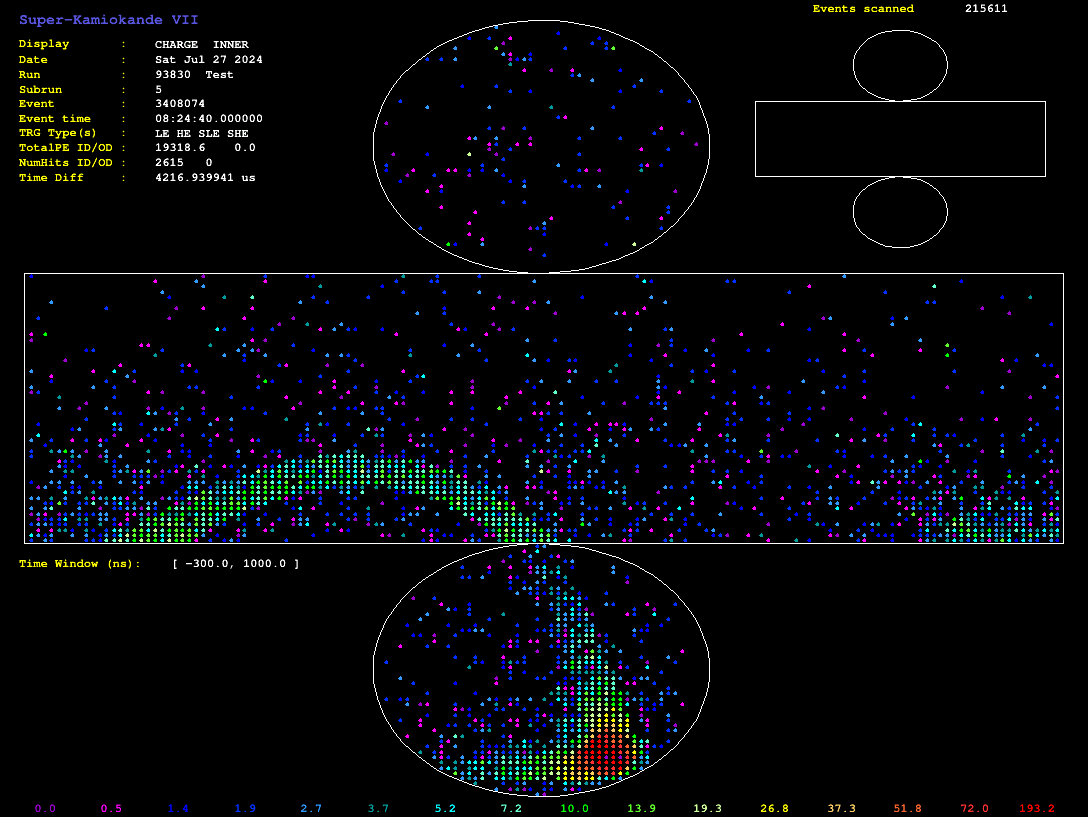 Super-Kamiokande VII
Events scanned 215611
Display : CHARGE INNER
Date : Sat Jul 27 2024
Run : 93830 Test
Subrun : 5
Event : 3408074
Event time : 08:24:40.000000
TRG Type(s) : LE HE SLE SHE
TotalPE ID/OD : 19318.6 0.0
NumHits ID/OD : 2615 0
Time Diff : 4216.939941 us
Time Window (ns): [ −300.0, 1000.0 ]
0.0 0.5 1.4 1.9 2.7 3.7 5.2 7.2 10.0 13.9 19.3 26.8 37.3 51.8 72.0 193.2